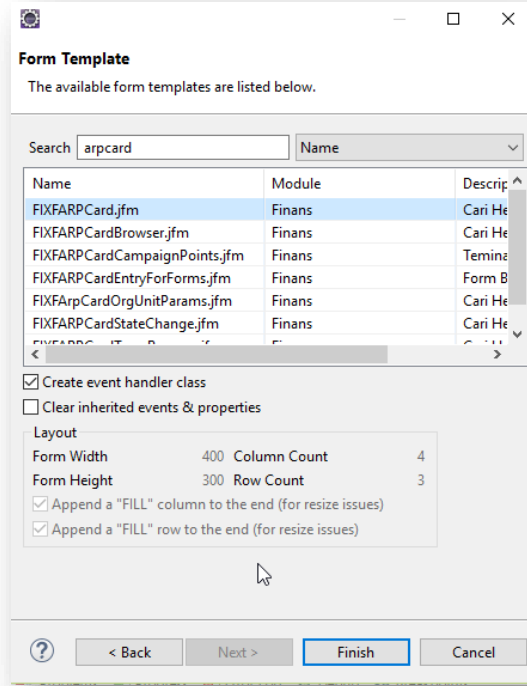 Form Template
The available form templates are listed below.
Search arpcard Name
Name Module Descrip
FIXFARPCard.jfm Finans Cari He
FIXFARPCardBrowser.jfm Finans Cari He
FIXFARPCardCampaignPoints.jfm Finans Temina
FIXFARPCardEntryForForms.jfm Finans Form B
FIXFArpCardOrgUnitParams.jfm Finans Cari He
FIXFARPCardStateChange.jfm Finans Cari He
Create event handler class
Clear inherited events & properties
Layout
Form Width 400 Column Count 4
Form Height 300 Row Count 3
Append a "FILL" column to the end (for resize issues)
Append a "FILL" row to the end (for resize issues)
? < Back Next > Finish Cancel